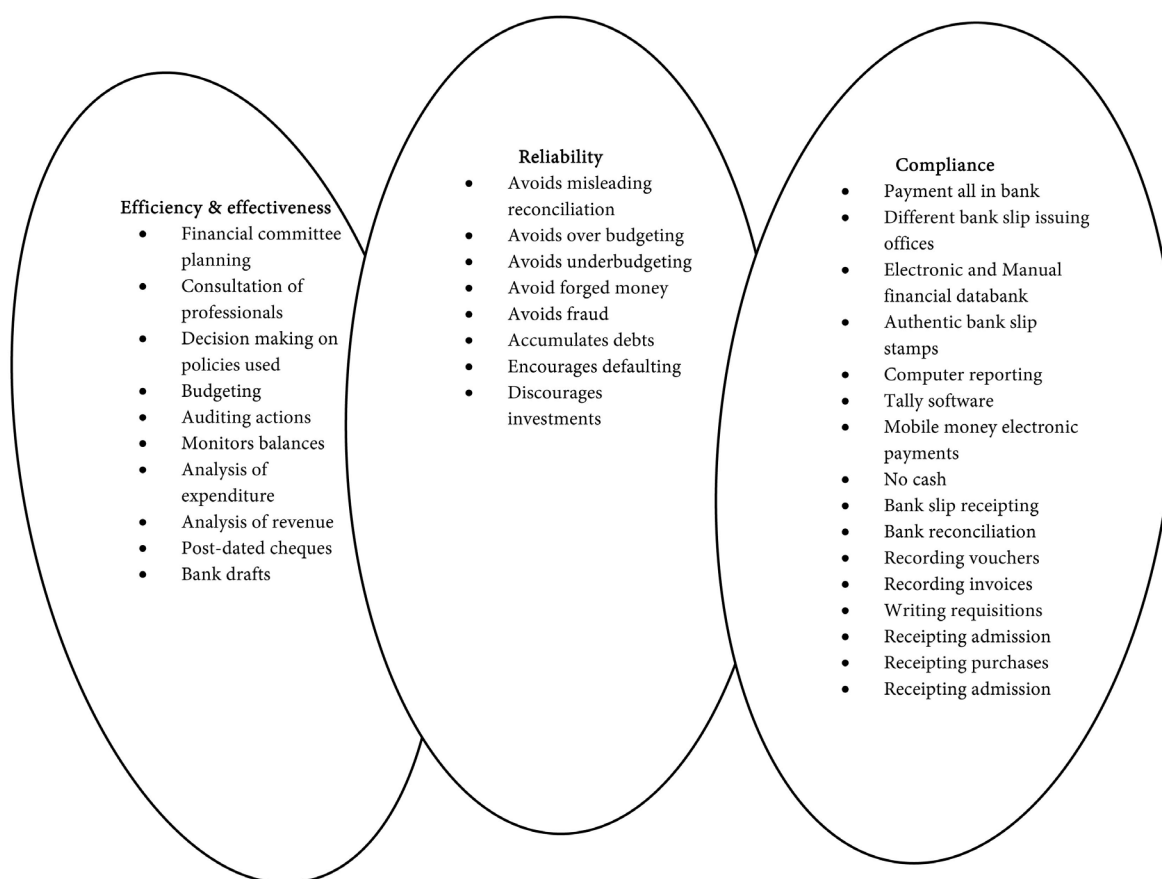 Efficiency & effectiveness
• Financial committee
planning
• Consultation of
professionals
• Decision making on
policies used
• Budgeting
• Auditing actions
• Monitors balances
• Analysis of
expenditure
• Analysis of revenue
• Post-dated cheques
• Bank drafts
Reliability
• Avoids misleading
reconciliation
• Avoids over budgeting
• Avoids underbudgeting
• Avoid forged money
• Avoids fraud
• Accumulates debts
• Encourages defaulting
• Discourages
investments
Compliance
• Payment all in bank
• Different bank slip issuing
offices
• Electronic and Manual
financial databank
• Authentic bank slip
stamps
• Computer reporting
• Tally software
• Mobile money electronic
payments
• No cash
• Bank slip receipting
• Bank reconciliation
• Recording vouchers
• Recording invoices
• Writing requisitions
• Receipting admission
• Receipting purchases
• Receipting admission